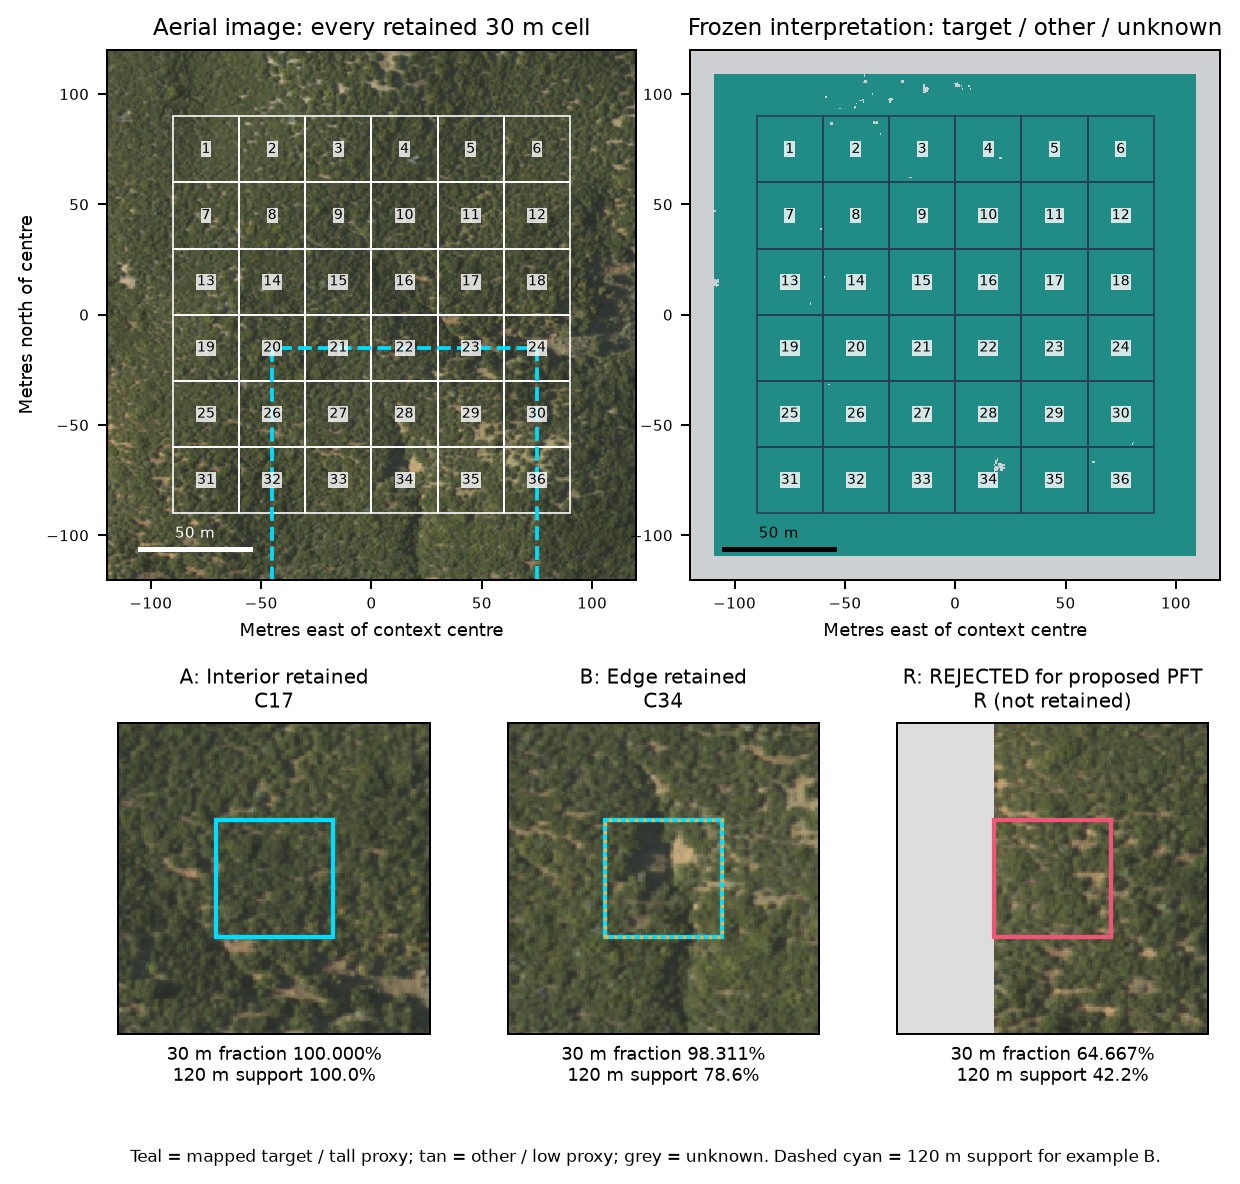 Aerial image: every retained 30 m cell
Frozen interpretation: target / other / unknown
Metres north of centre
100
50
0
−50
−100
1 2 3 4 5 6
7 8 9 10 11 12
13 14 15 16 17 18
19 20 21 22 23 24
25 26 27 28 29 30
31 32 33 34 35 36
50 m
−100 −50 0 50 100
Metres east of context centre
100
50
0
−50
−100
1 2 3 4 5 6
7 8 9 10 11 12
13 14 15 16 17 18
19 20 21 22 23 24
25 26 27 28 29 30
31 32 33 34 35 36
50 m
−100 −50 0 50 100
Metres east of context centre
A: Interior retained
C17
30 m fraction 100.000%
120 m support 100.0%
B: Edge retained
C34
30 m fraction 98.311%
120 m support 78.6%
R: REJECTED for proposed PFT
R (not retained)
30 m fraction 64.667%
120 m support 42.2%
Teal = mapped target / tall proxy; tan = other / low proxy; grey = unknown. Dashed cyan = 120 m support for example B.